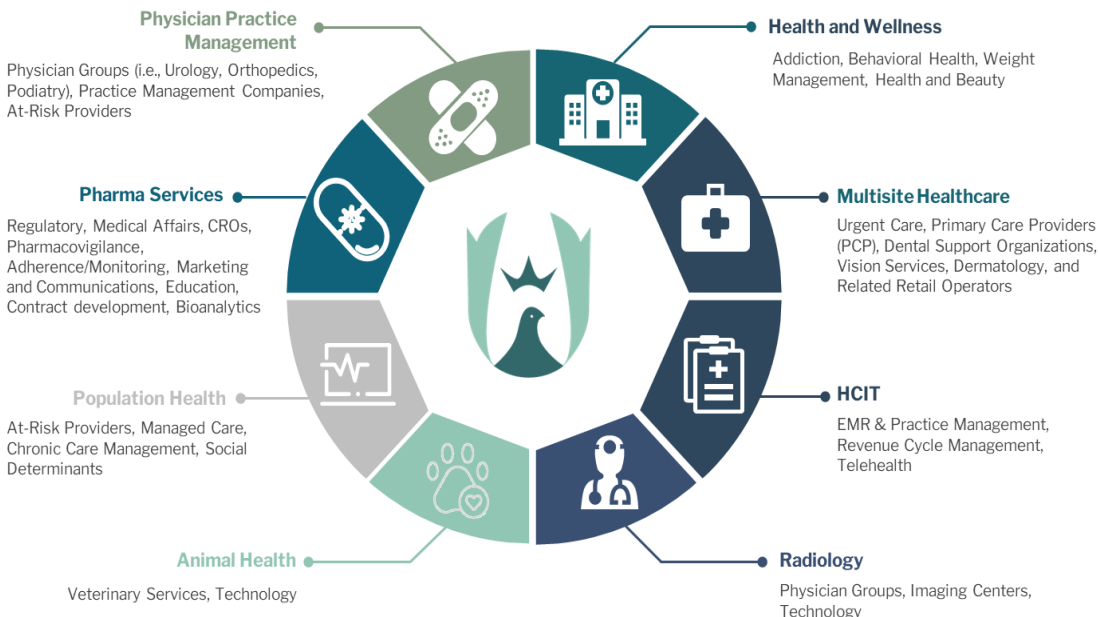 Physician Practice
Management
Physician Groups (i.e., Urology, Orthopedics,
Podiatry), Practice Management Companies,
At-Risk Providers
Health and Wellness
Addiction, Behavioral Health, Weight
Management, Health and Beauty
Pharma Services
Regulatory, Medical Affairs, CROs,
Pharmacovigilance,
Adherence/Monitoring, Marketing
and Communications, Education,
Contract development, Bioanalytics
Multisite Healthcare
Urgent Care, Primary Care Providers
(PCP), Dental Support Organizations,
Vision Services, Dermatology, and
Related Retail Operators
Population Health
At-Risk Providers, Managed Care,
Chronic Care Management, Social
Determinants
HCIT
EMR & Practice Management,
Revenue Cycle Management,
Telehealth
Animal Health
Veterinary Services, Technology
Radiology
Physician Groups, Imaging Centers,
Technology